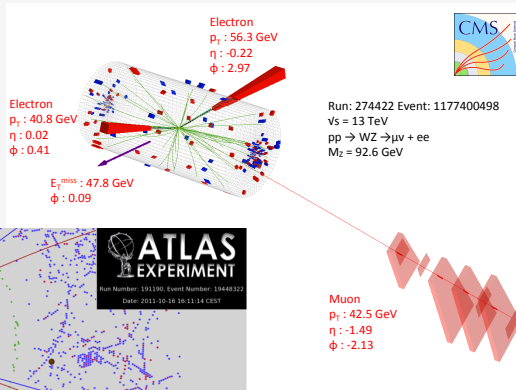 Electron
pT : 56.3 GeV
η : -0.22
ϕ : 2.97
CMS
Electron
pT : 40.8 GeV
η : 0.02
ϕ : 0.41
Run: 274422 Event: 1177400498
√s = 13 TeV
pp → WZ →μν + ee
MZ = 92.6 GeV
ETmiss : 47.8 GeV
ϕ : 0.09
ATLAS
EXPERIMENT
Run Number: 191190, Event Number: 19448322
Date: 2011-10-16 16:11:14 CEST
Muon
pT : 42.5 GeV
η : -1.49
ϕ : -2.13